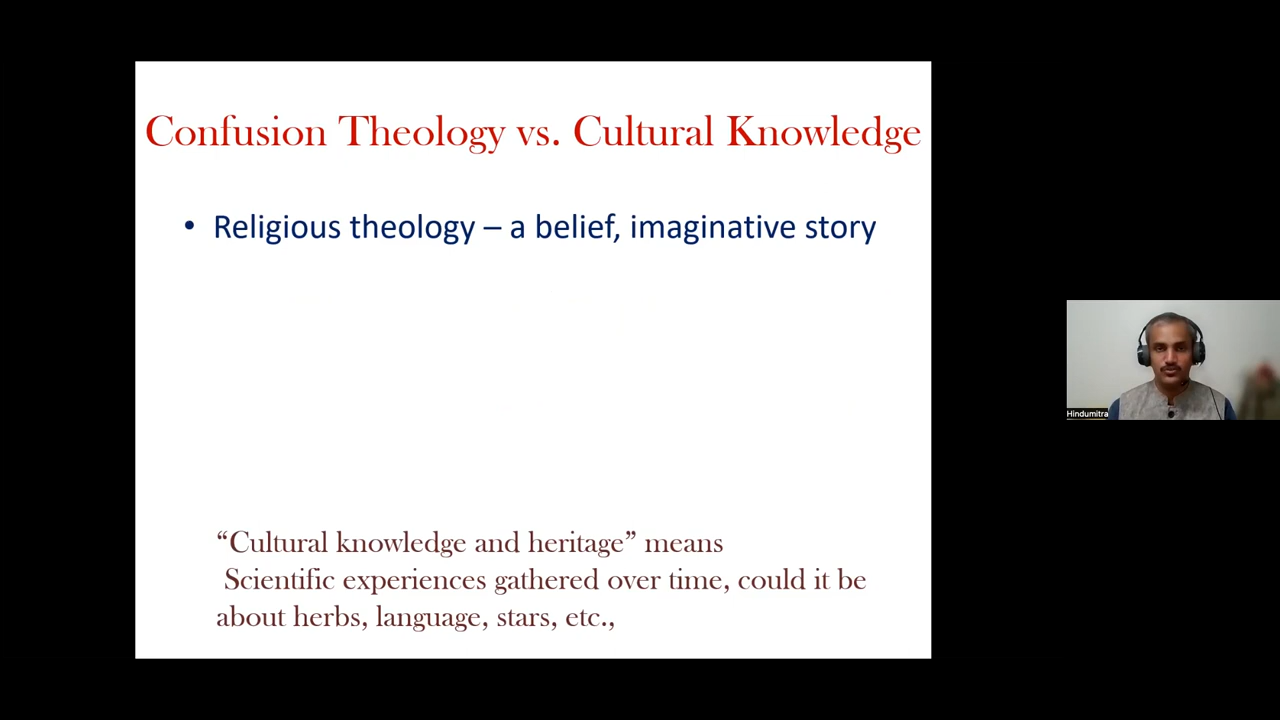 Confusion Theology vs. Cultural Knowledge
• Religious theology – a belief, imaginative story
“Cultural knowledge and heritage” means
Scientific experiences gathered over time, could it be
about herbs, language, stars, etc.,
Hindumitra